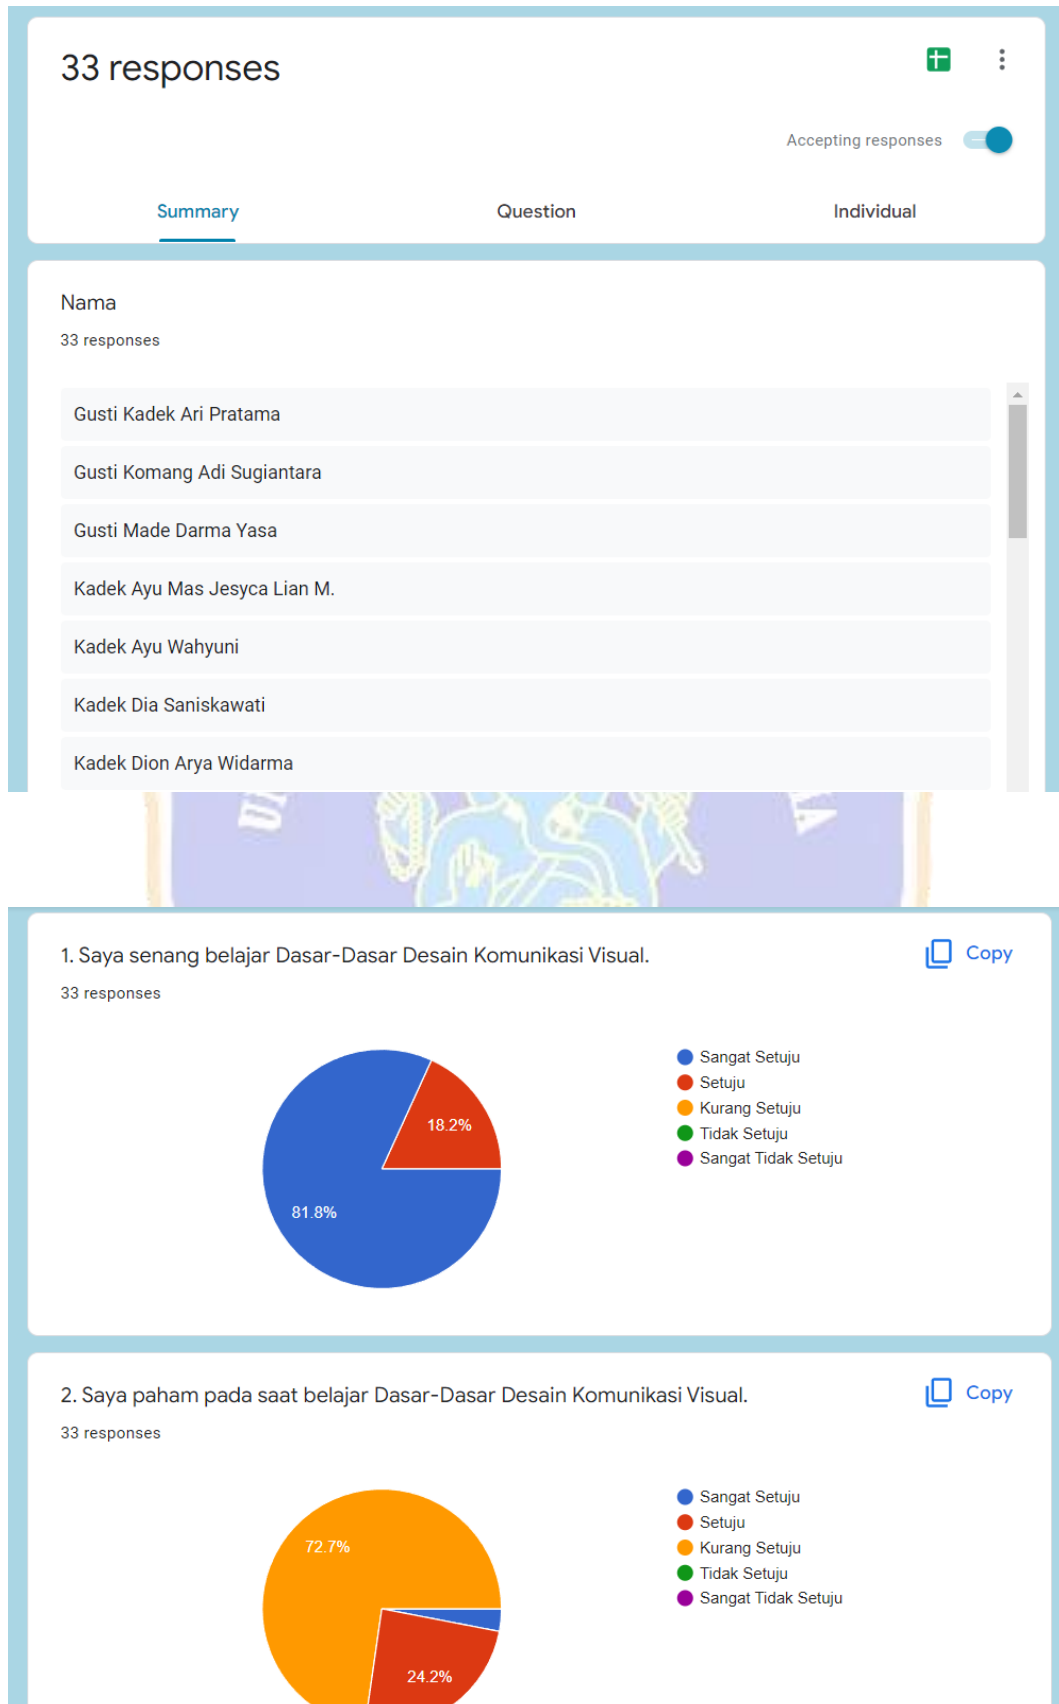 33 responses
Accepting responses
Summary
Question
Individual
Nama
33 responses
Gusti Kadek Ari Pratama
Gusti Komang Adi Sugiantara
Gusti Made Darma Yasa
Kadek Ayu Mas Jesyca Lian M.
Kadek Ayu Wahyuni
Kadek Dia Saniskawati
Kadek Dion Arya Widarma
1. Saya senang belajar Dasar-Dasar Desain Komunikasi Visual.
Copy
33 responses
Sangat Setuju
Setuju
Kurang Setuju
Tidak Setuju
Sangat Tidak Setuju
18.2%
81.8%
2. Saya paham pada saat belajar Dasar-Dasar Desain Komunikasi Visual.
Copy
33 responses
Sangat Setuju
Setuju
Kurang Setuju
Tidak Setuju
Sangat Tidak Setuju
72.7%
24.2%